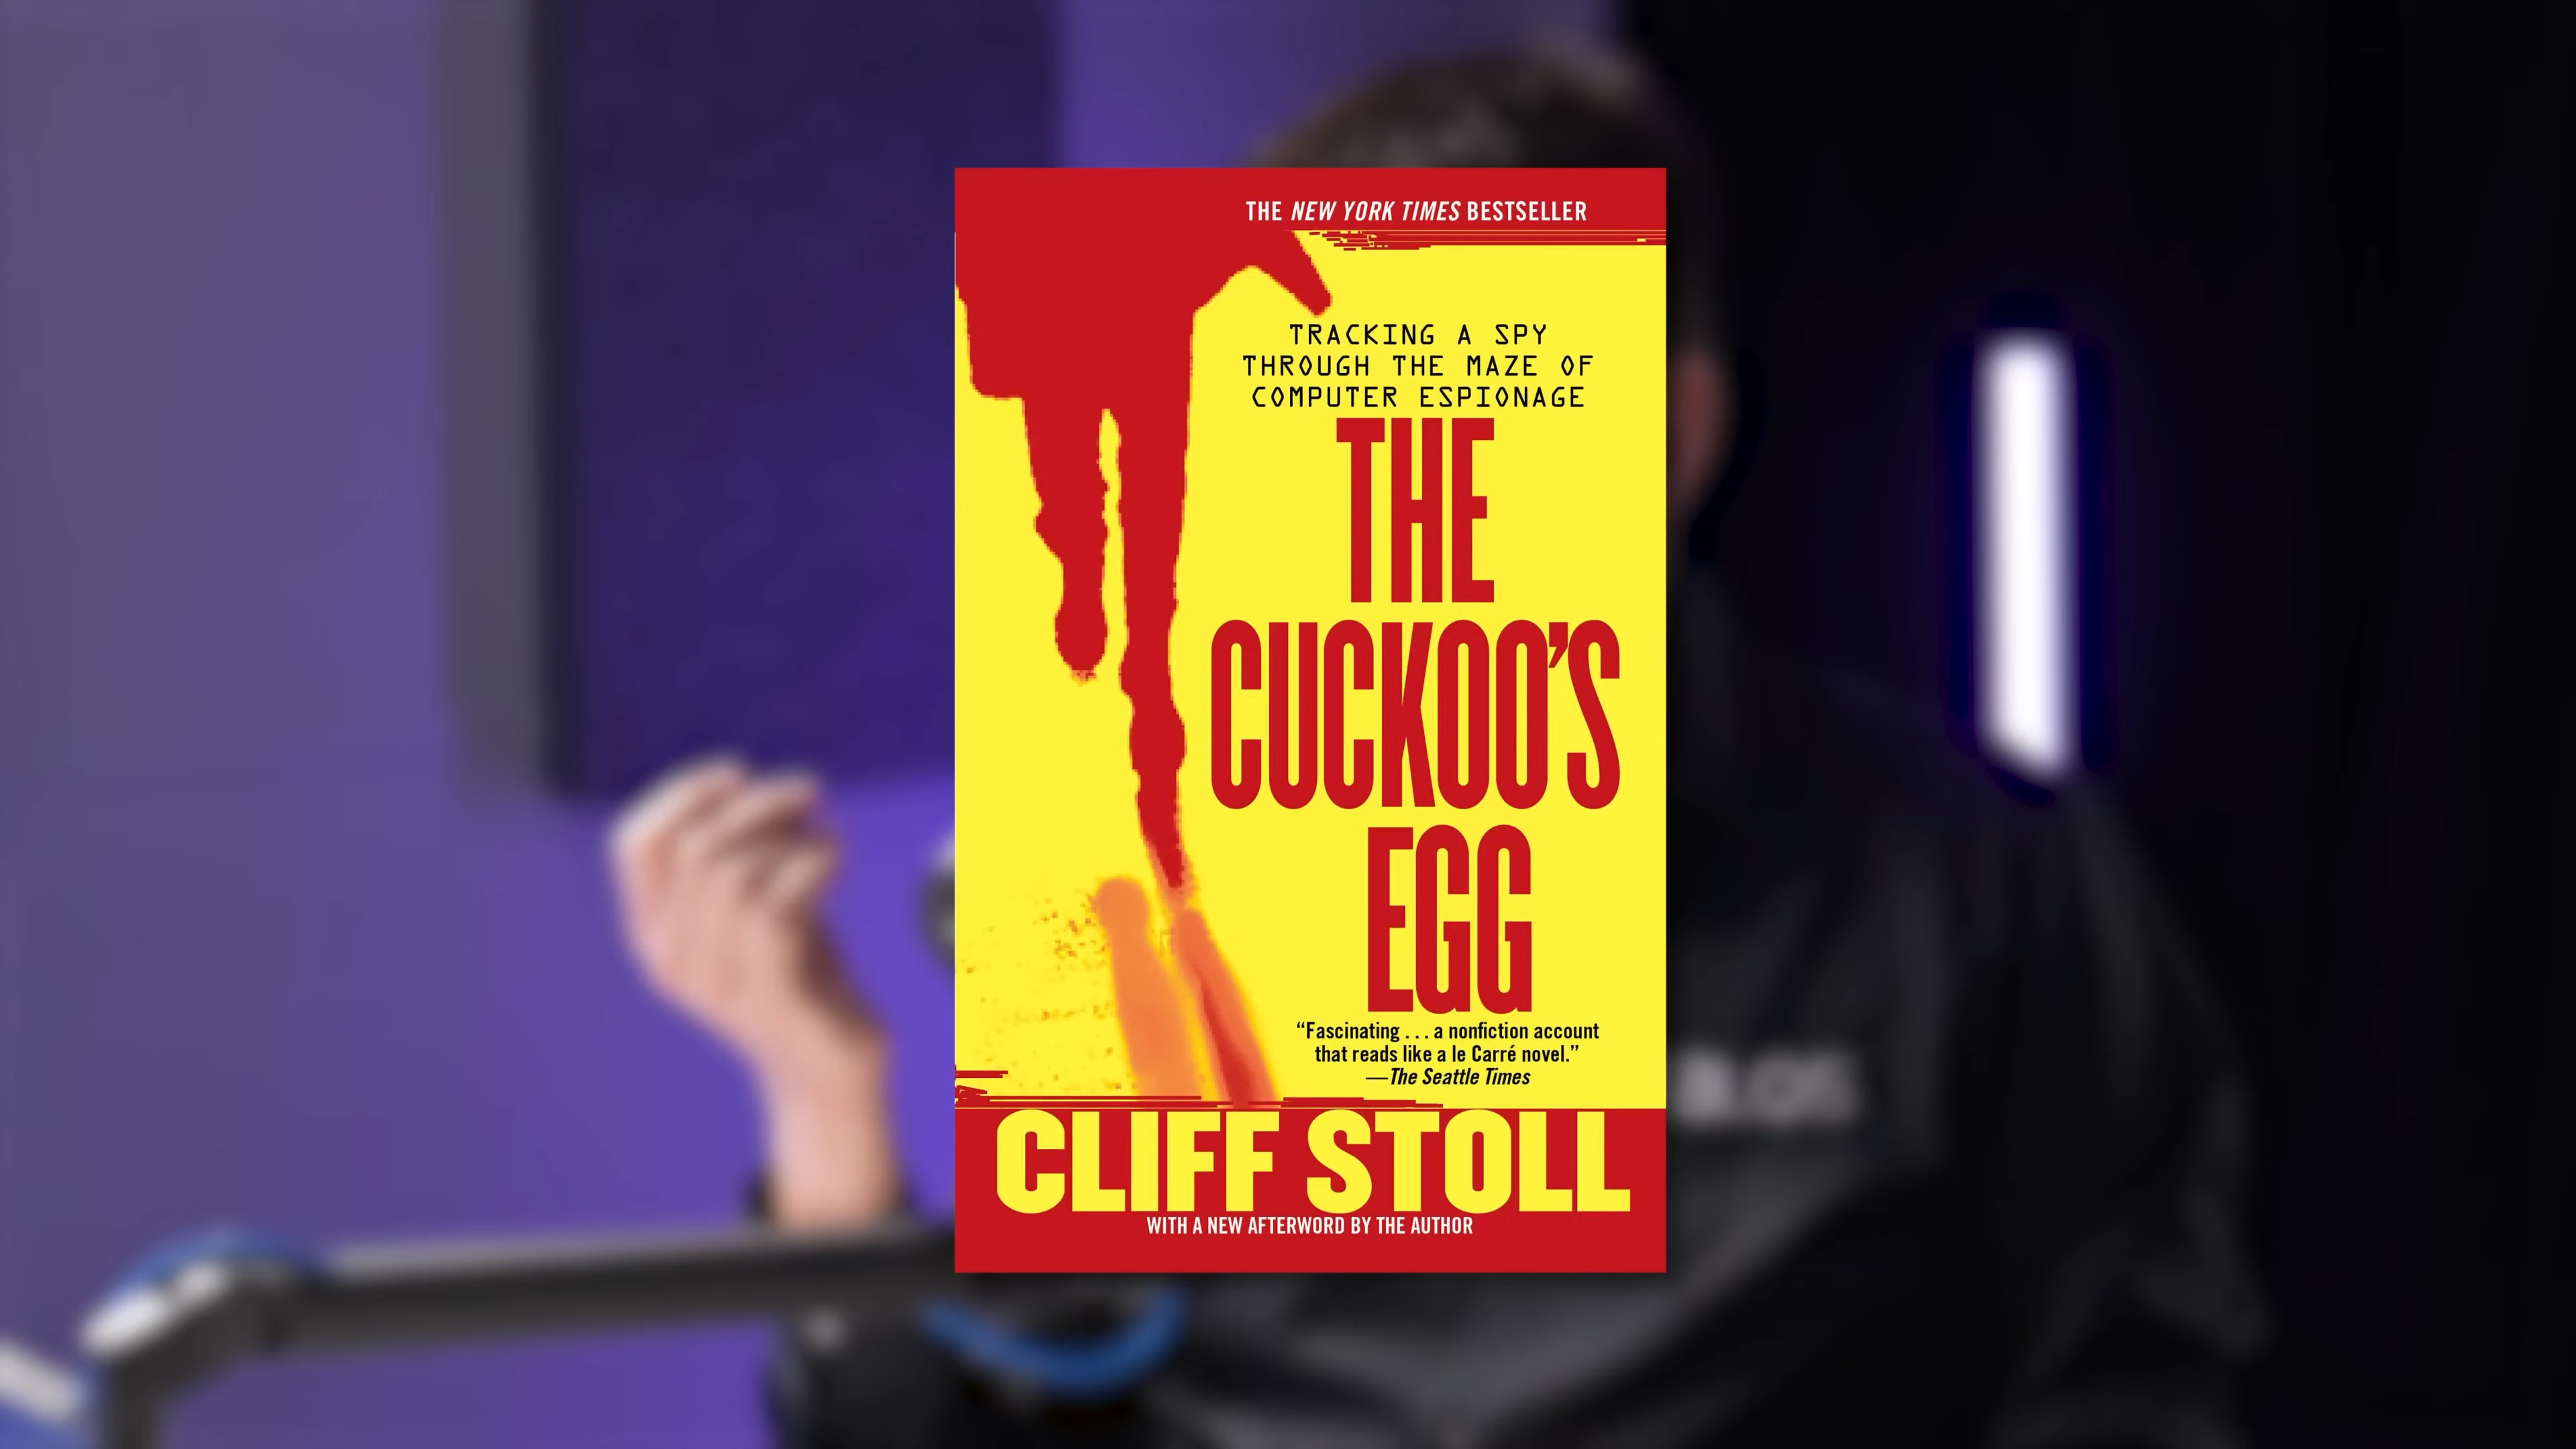 THE NEW YORK TIMES BESTSELLER
TRACKING A SPY
THROUGH THE MAZE OF
COMPUTER ESPIONAGE
THE
CUCKOO'S
EGG
“Fascinating . . . a nonfiction account
that reads like a le Carré novel.”
—The Seattle Times
CLIFF STOLL
WITH A NEW AFTERWORD BY THE AUTHOR